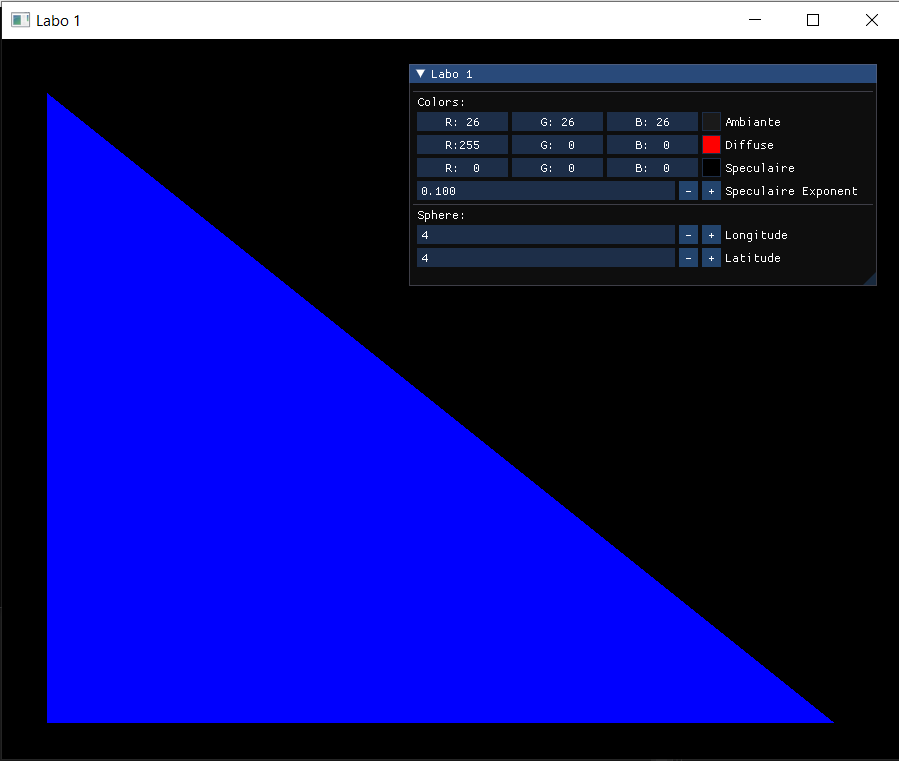 Labo 1
Labo 1
Colors:
R: 26 G: 26 B: 26 Ambiante
R:255 G: 0 B: 0 Diffuse
R: 0 G: 0 B: 0 Speculaire
0.100 - + Speculaire Exponent
Sphere:
4 - + Longitude
4 - + Latitude